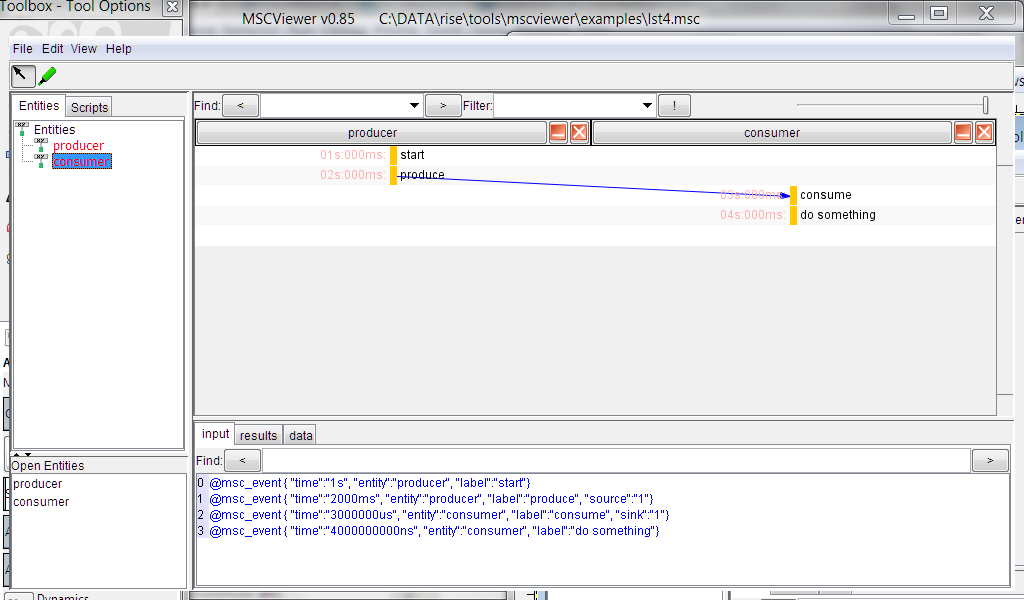 Toolbox - Tool Options
MSCViewer v0.85 C:\DATA\rise\tools\mscviewer\examples\lst4.msc
File Edit View Help
Entities Scripts
Find: < > Filter: !
Entities
producer
consumer
producer consumer
01s:000ms: start
02s:000ms: produce
03s:000ms: consume
04s:000ms: do something
input results data
Find: < >
Open Entities
producer
consumer
0 @msc_event { "time":"1s", "entity":"producer", "label":"start"}
1 @msc_event { "time":"2000ms", "entity":"producer", "label":"produce", "source":"1"}
2 @msc_event { "time":"3000000us", "entity":"consumer", "label":"consume", "sink":"1"}
3 @msc_event { "time":"4000000000ns", "entity":"consumer", "label":"do something"}
Dynamics